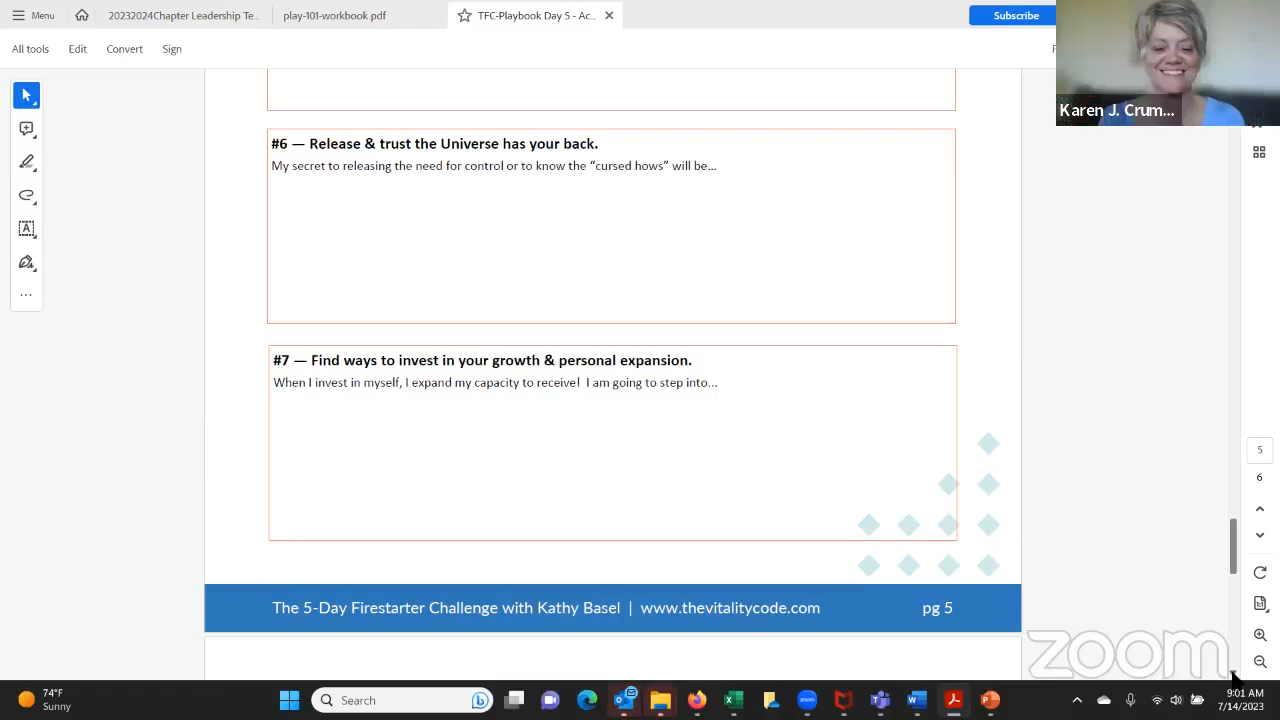 Menu
20232024Chapter Leadership Te...
play-101-workbook.pdf
TFC-Playbook Day 5 - Ac...
Subscribe
All tools
Edit
Convert
Sign
Karen J. Crum...
#6 — Release & trust the Universe has your back.
My secret to releasing the need for control or to know the “cursed hows” will be...
#7 — Find ways to invest in your growth & personal expansion.
When I invest in myself, I expand my capacity to receive! I am going to step into...
5
6
The 5-Day Firestarter Challenge with Kathy Basel | www.thevitalitycode.com pg 5
zoom
74°F
Sunny
Search
9:01 AM
7/14/2023